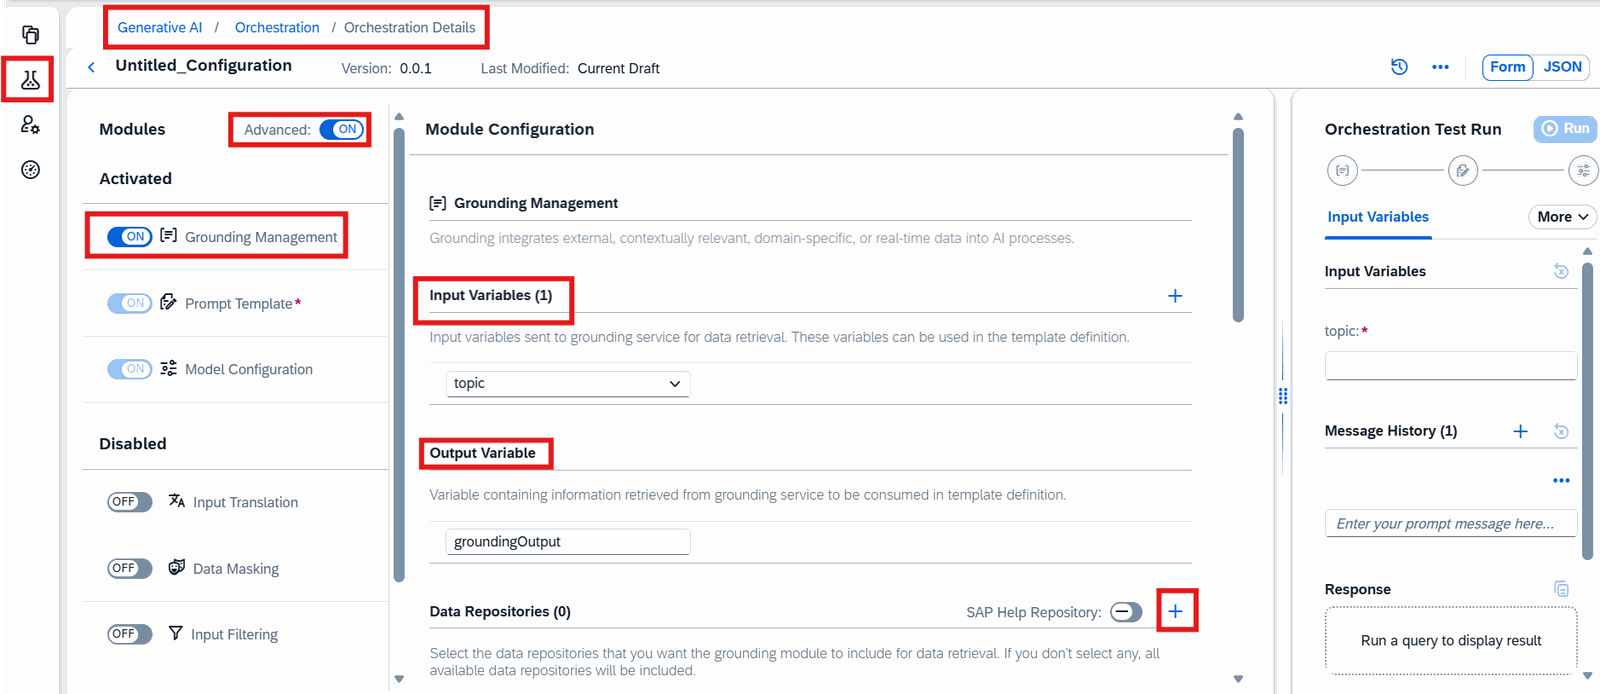 Generative AI / Orchestration / Orchestration Details
Untitled_Configuration Version: 0.0.1 Last Modified: Current Draft Form JSON
Modules Advanced: ON
Activated
ON Grounding Management
ON Prompt Template*
ON Model Configuration
Disabled
OFF Input Translation
OFF Data Masking
OFF Input Filtering
Module Configuration
Grounding Management
Grounding integrates external, contextually relevant, domain-specific, or real-time data into AI processes.
Input Variables (1)
Input variables sent to grounding service for data retrieval. These variables can be used in the template definition.
topic
Output Variable
Variable containing information retrieved from grounding service to be consumed in template definition.
groundingOutput
Data Repositories (0) SAP Help Repository:
Select the data repositories that you want the grounding module to include for data retrieval. If you don't select any, all
available data repositories will be included.
Orchestration Test Run Run
Input Variables More
Input Variables
topic:*
Message History (1)
Enter your prompt message here...
Response
Run a query to display result